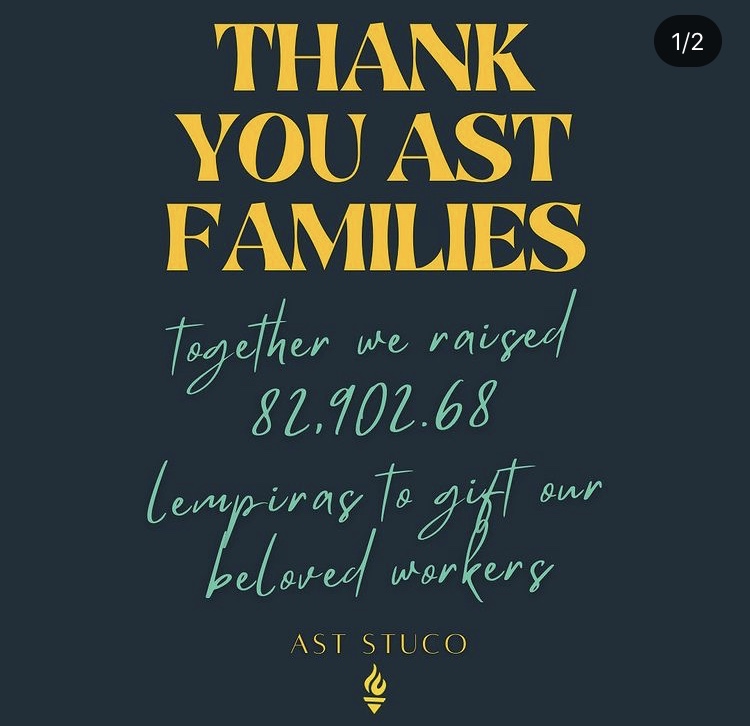 1/2
THANK
YOU AST
FAMILIES
together we raised
82,902.68
Lempiras to gift our
beloved workers
AST STUCO